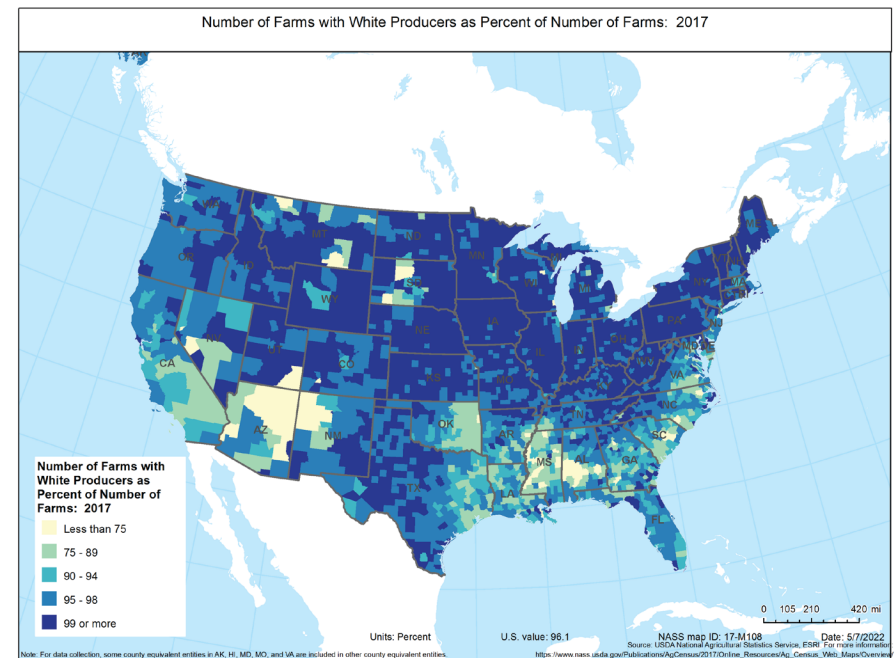 Number of Farms with White Producers as Percent of Number of Farms: 2017
WA
MT
ND
MN
ME
OR
ID
WI
MI
VT
NH
NY
MA
CT
RI
SD
WY
IA
PA
NJ
NE
NV
UT
CO
IL
IN
OH
WV
MD
DE
CA
KS
MO
KY
VA
AZ
NM
OK
AR
TN
NC
SC
TX
LA
MS
AL
GA
FL
Number of Farms with
White Producers as
Percent of Number of
Farms: 2017
Less than 75
75 - 89
90 - 94
95 - 98
99 or more
0 105 210 420 mi
Units: Percent
U.S. value: 96.1
NASS map ID: 17-M108
Date: 5/7/2022
Source: USDA National Agricultural Statistics Service, ESRI. For more information:
Note: For data collection, some county equivalent entities in AK, HI, MD, MO, and VA are included in other county equivalent entities.
https://www.nass.usda.gov/Publications/AgCensus/2017/Online_Resources/Ag_Census_Web_Maps/Overview/